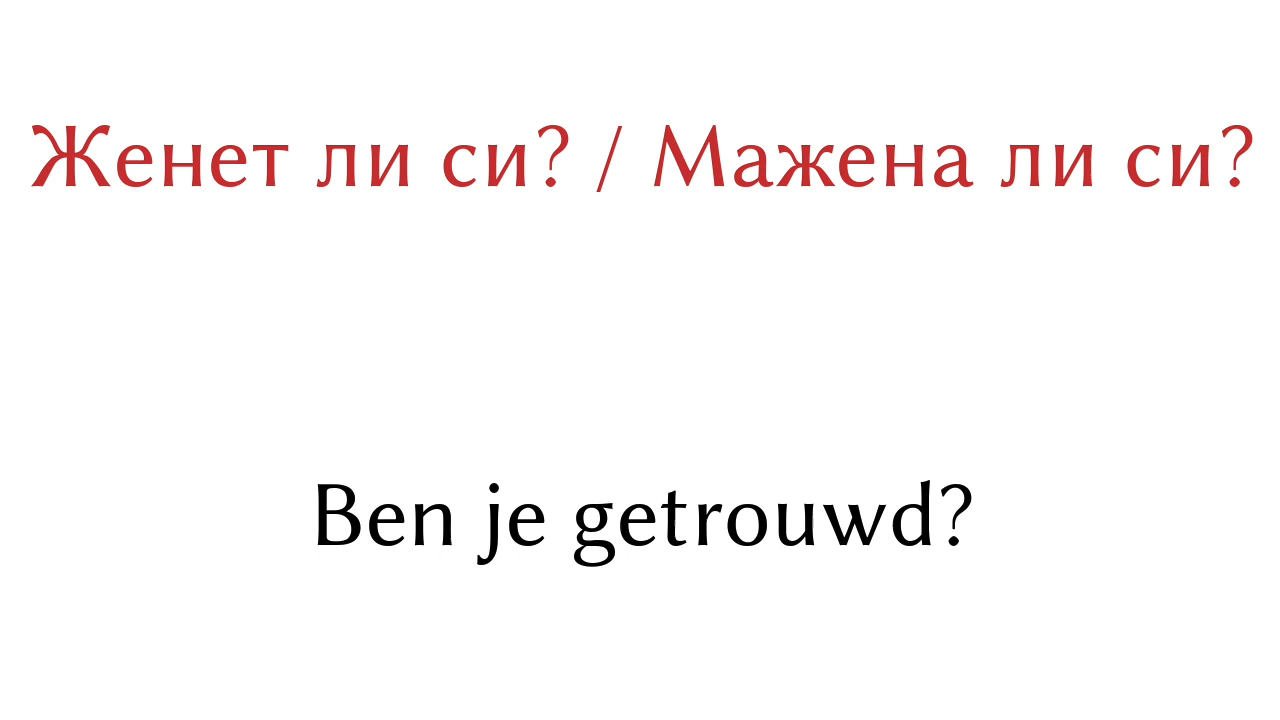 Женет ли си? / Мажена ли си?
Ben je getrouwd?